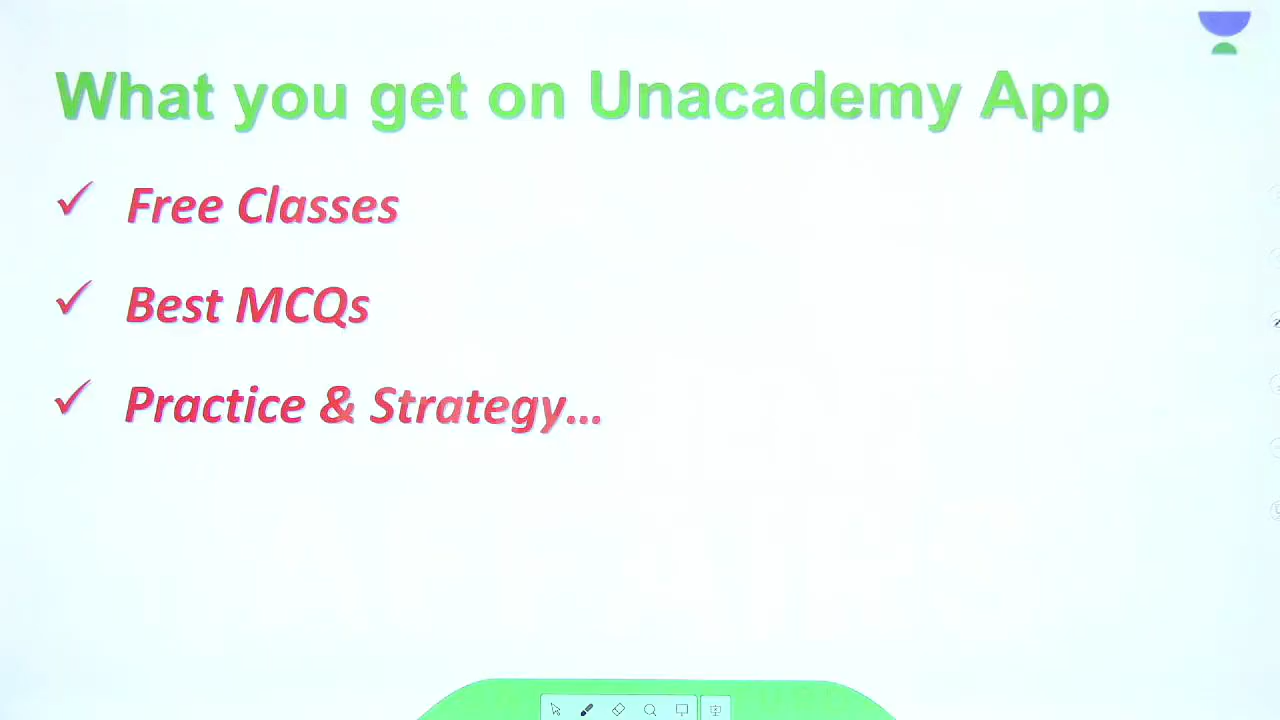 What you get on Unacademy App
✓ Free Classes
✓ Best MCQs
✓ Practice & Strategy...